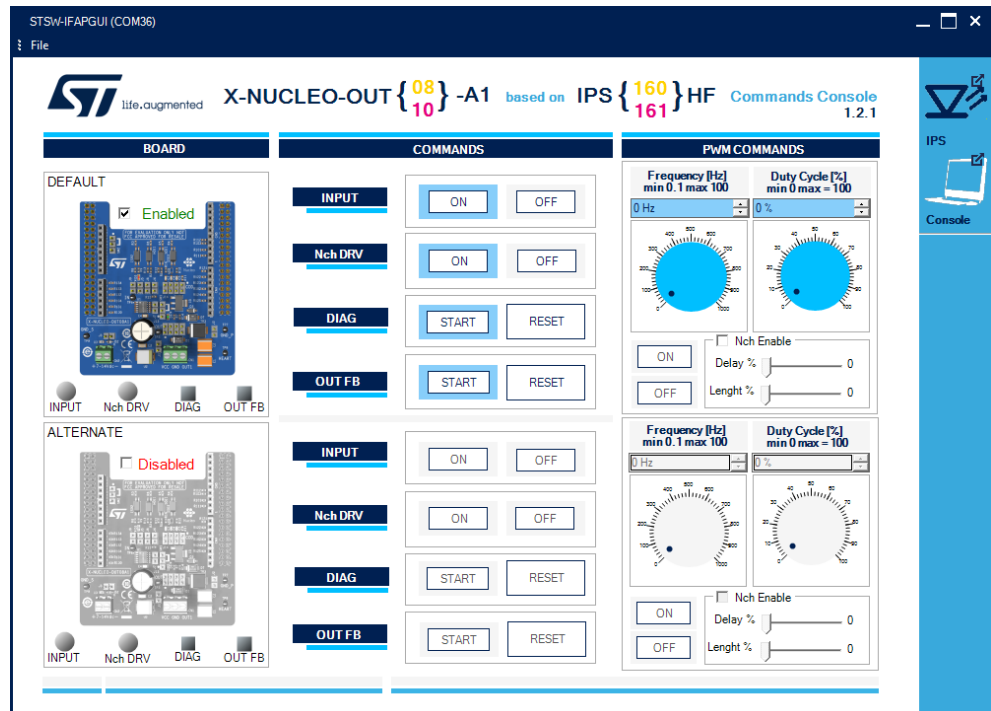 STSW-IFAPGUI (COM36)
File
life.augmented
X-NUCLEO-OUT { 08 10 } -A1 based on IPS { 160 161 } HF Commands Console
1.2.1
IPS
Console
BOARD
COMMANDS
PWM COMMANDS
DEFAULT
Enabled
INPUT
Nch DRV
DIAG
OUT FB
INPUT
ON
OFF
Nch DRV
ON
OFF
DIAG
START
RESET
OUT FB
START
RESET
Frequency [Hz]
min 0.1 max 100
Duty Cycle [%]
min 0 max = 100
0 Hz
0 %
ON
OFF
Nch Enable
Delay %
0
Lenght %
0
ALTERNATE
Disabled
INPUT
Nch DRV
DIAG
OUT FB
INPUT
ON
OFF
Nch DRV
ON
OFF
DIAG
START
RESET
OUT FB
START
RESET
Frequency [Hz]
min 0.1 max 100
Duty Cycle [%]
min 0 max = 100
0 Hz
0 %
ON
OFF
Nch Enable
Delay %
0
Lenght %
0